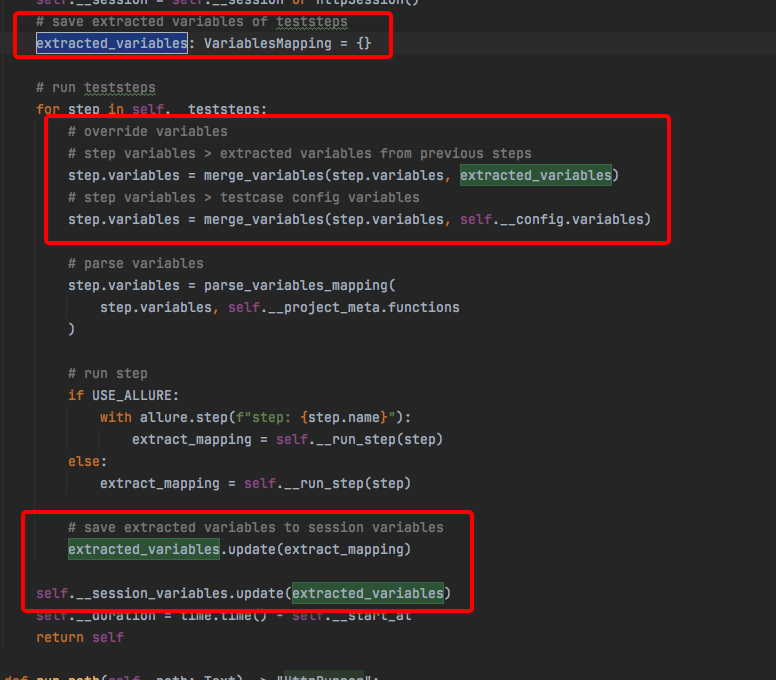 self.__session = self.__session or HttpSession()
# save extracted variables of teststeps
extracted_variables: VariablesMapping = {}
# run teststeps
for step in self.__teststeps:
# override variables
# step variables > extracted variables from previous steps
step.variables = merge_variables(step.variables, extracted_variables)
# step variables > testcase config variables
step.variables = merge_variables(step.variables, self.__config.variables)
# parse variables
step.variables = parse_variables_mapping(
step.variables, self.__project_meta.functions
)
# run step
if USE_ALLURE:
with allure.step(f"step: {step.name}"):
extract_mapping = self.__run_step(step)
else:
extract_mapping = self.__run_step(step)
# save extracted variables to session variables
extracted_variables.update(extract_mapping)
self.__session_variables.update(extracted_variables)
self.__duration = time.time() - self.__start_at
return self
def run_path(self, path: Text) -> "HttpRunner":